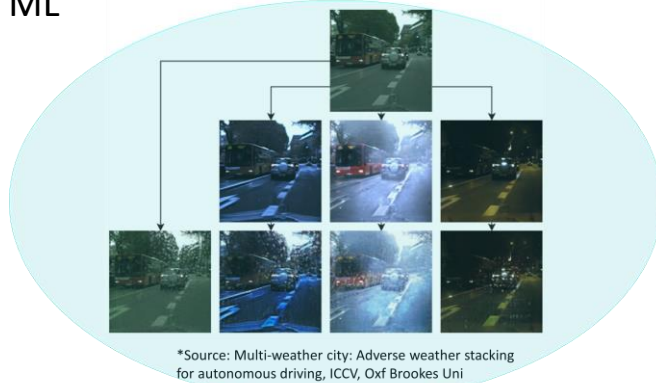 ML
*Source: Multi-weather city: Adverse weather stacking
for autonomous driving, ICCV, Oxf Brookes Uni